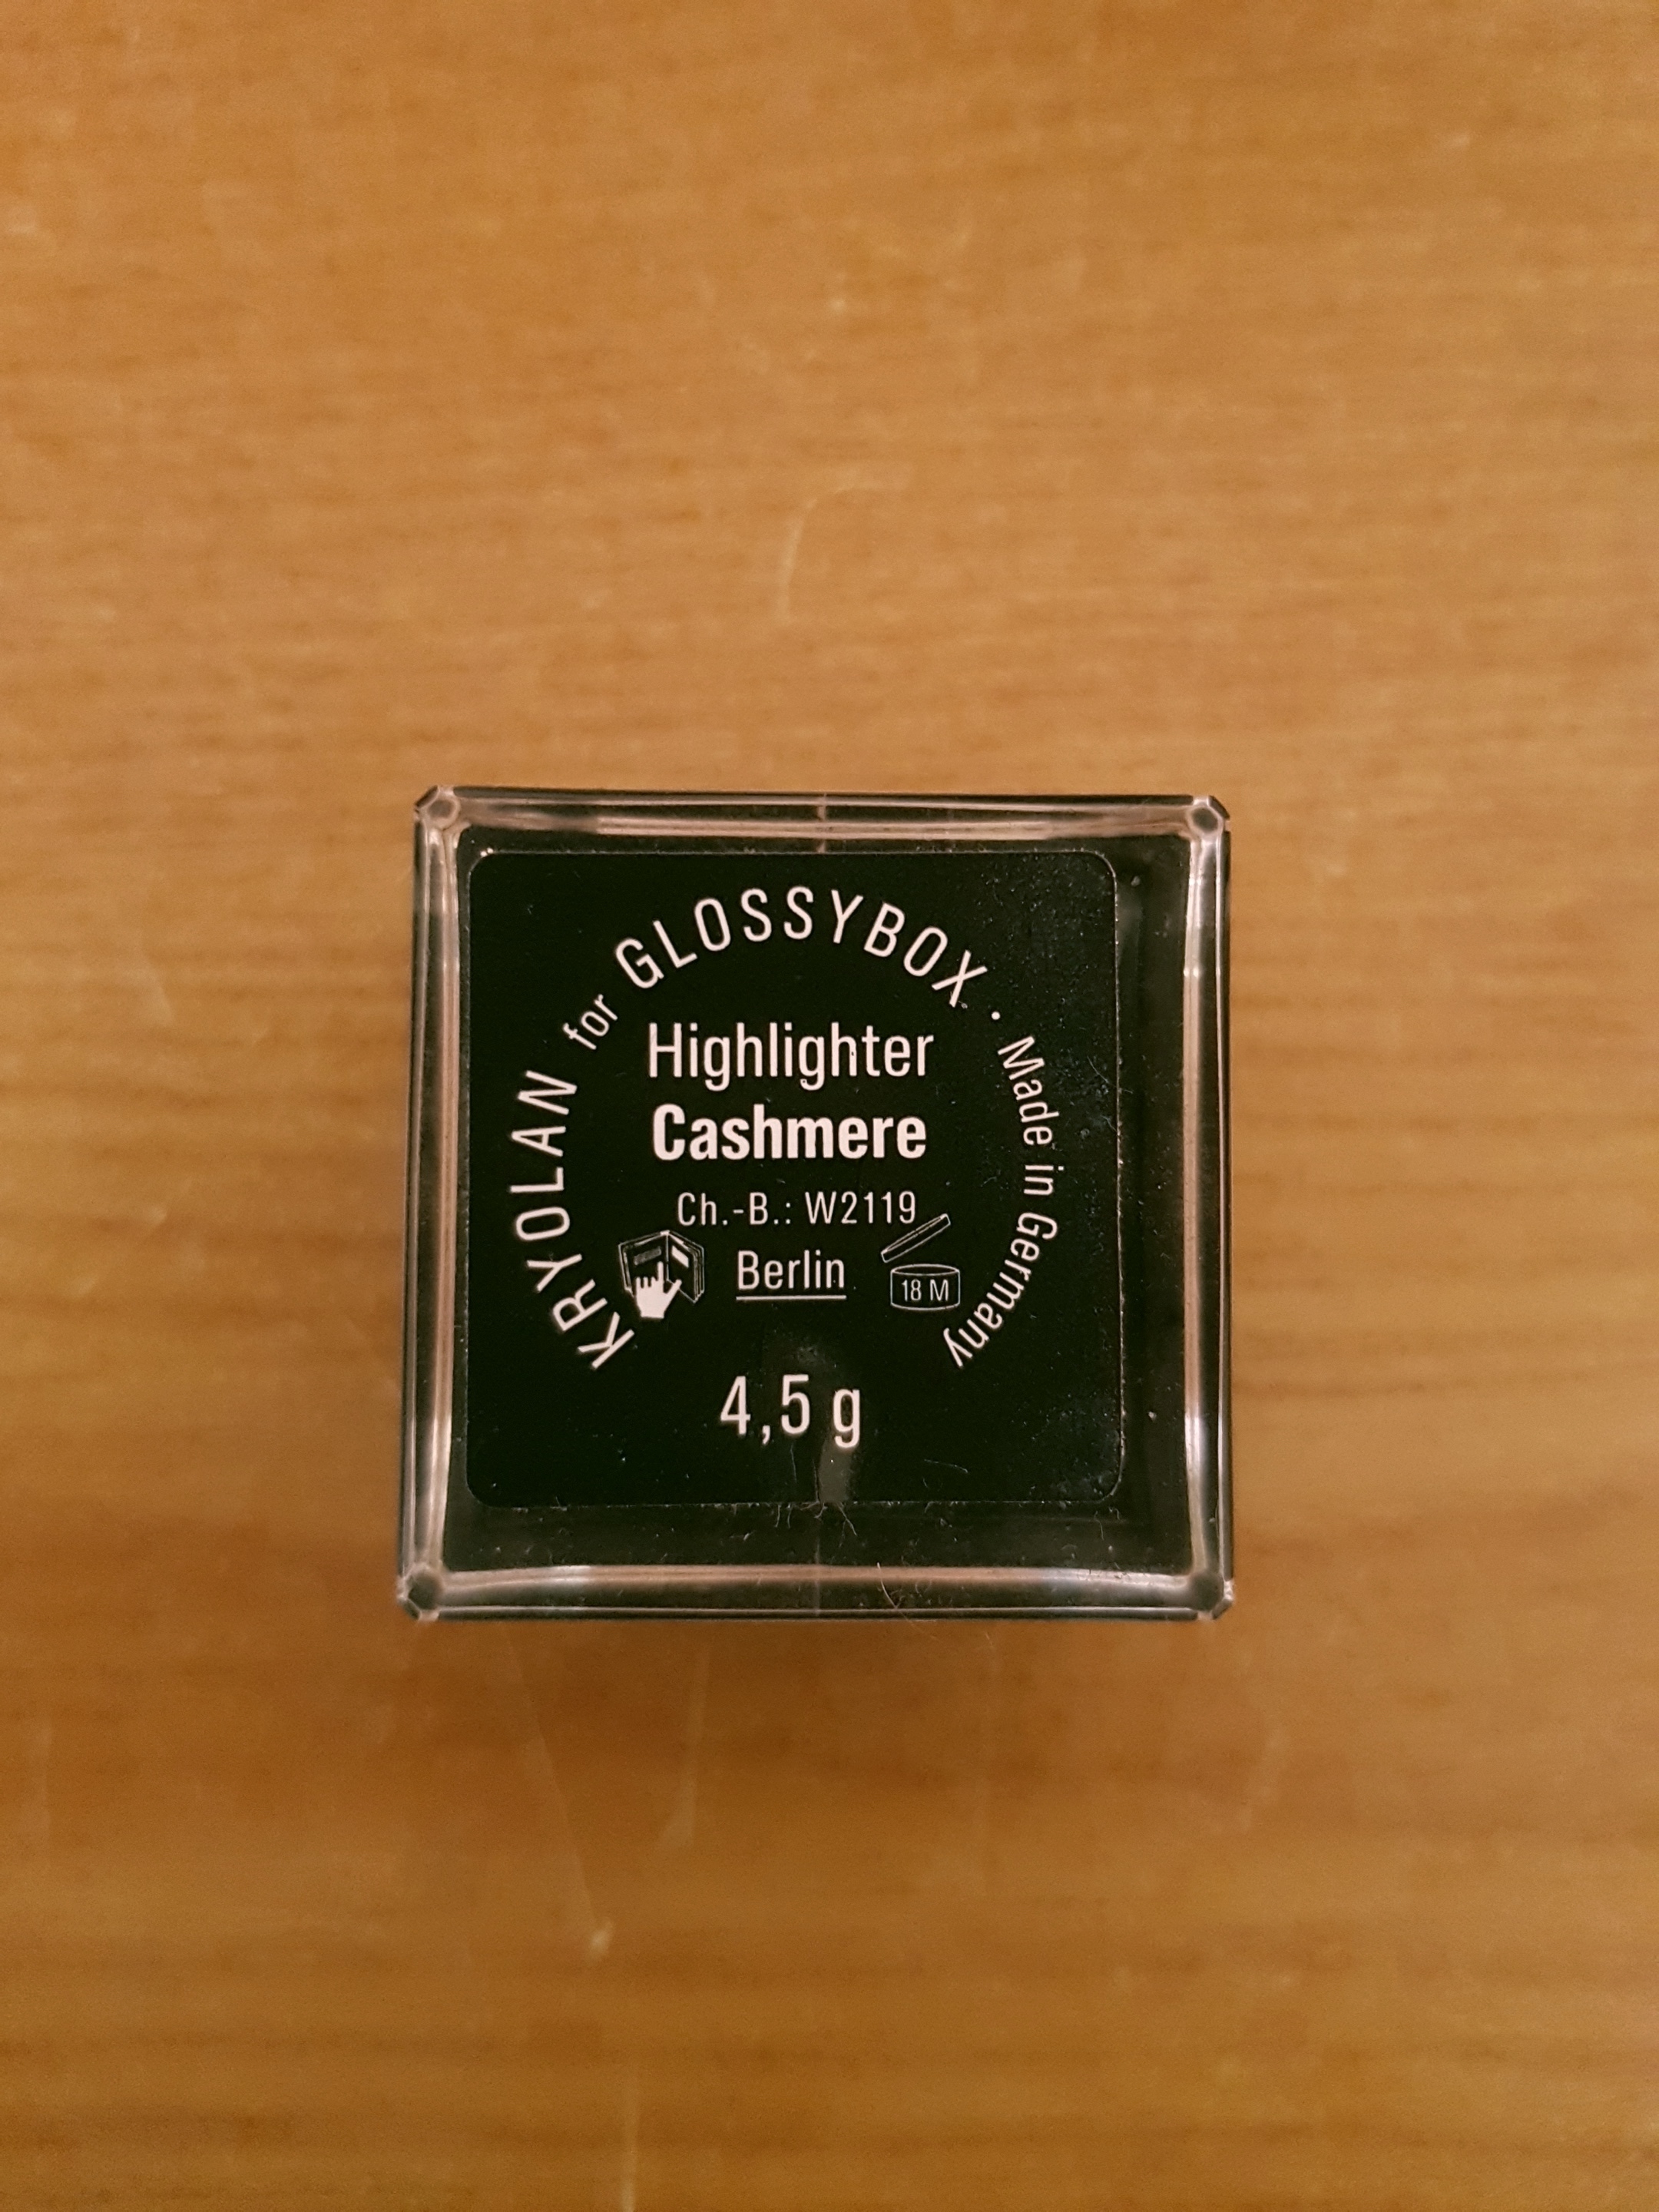 KRYOLAN for GLOSSYBOX · Made in Germany
Highlighter
Cashmere
Ch.-B.: W2119
Berlin
18 M
4,5 g